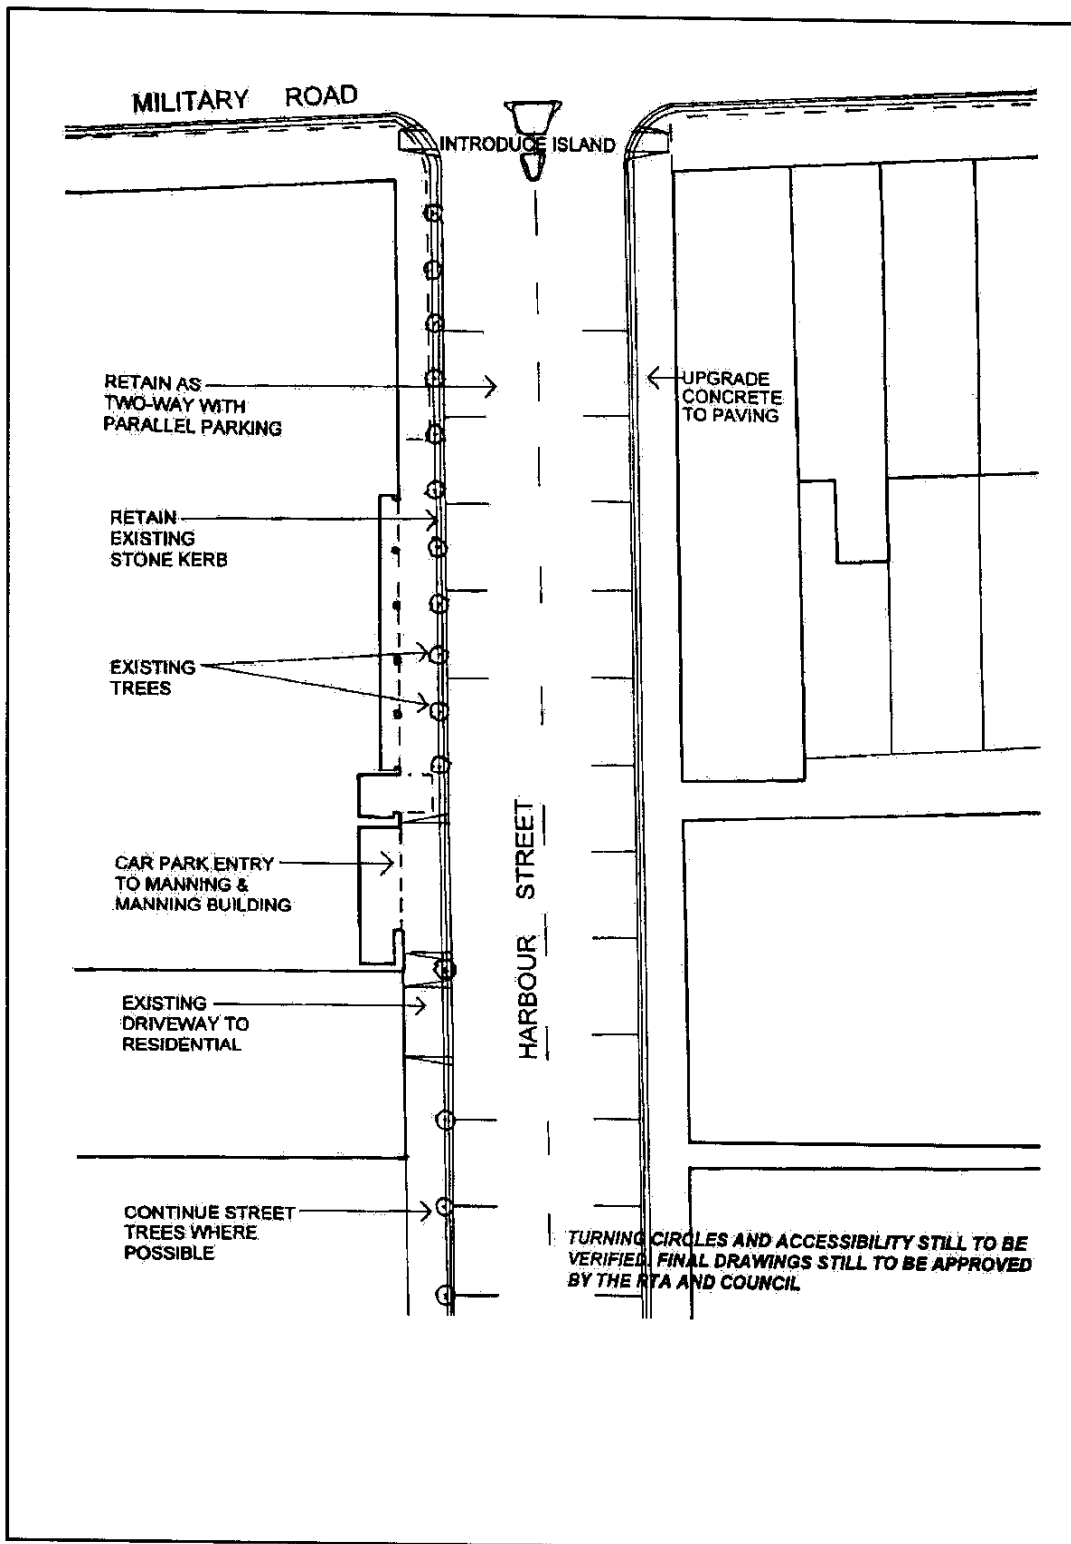 MILITARY ROAD
INTRODUCE ISLAND
RETAIN AS
TWO-WAY WITH
PARALLEL PARKING
UPGRADE
CONCRETE
TO PAVING
RETAIN
EXISTING
STONE KERB
EXISTING
TREES
HARBOUR STREET
CAR PARK ENTRY
TO MANNING &
MANNING BUILDING
EXISTING
DRIVEWAY TO
RESIDENTIAL
CONTINUE STREET
TREES WHERE
POSSIBLE
TURNING CIRCLES AND ACCESSIBILITY STILL TO BE
VERIFIED. FINAL DRAWINGS STILL TO BE APPROVED
BY THE RTA AND COUNCIL